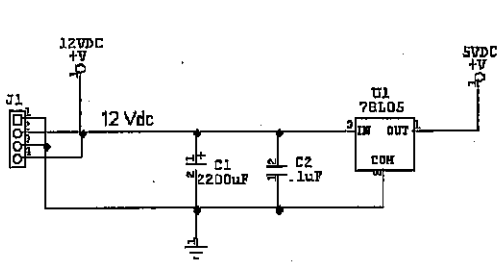 12VDC
+V
5VDC
+V
J1
U1
78L05
12 Vdc
IN OUT
COM
C1
2200uF
C2
.1uF